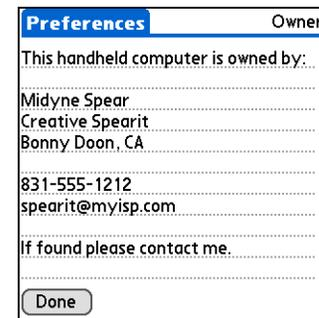 Preferences
Owner
This handheld computer is owned by:
Midyne Spear
Creative Spearit
Bonny Doon, CA
831-555-1212
spearit@myisp.com
If found please contact me.
Done